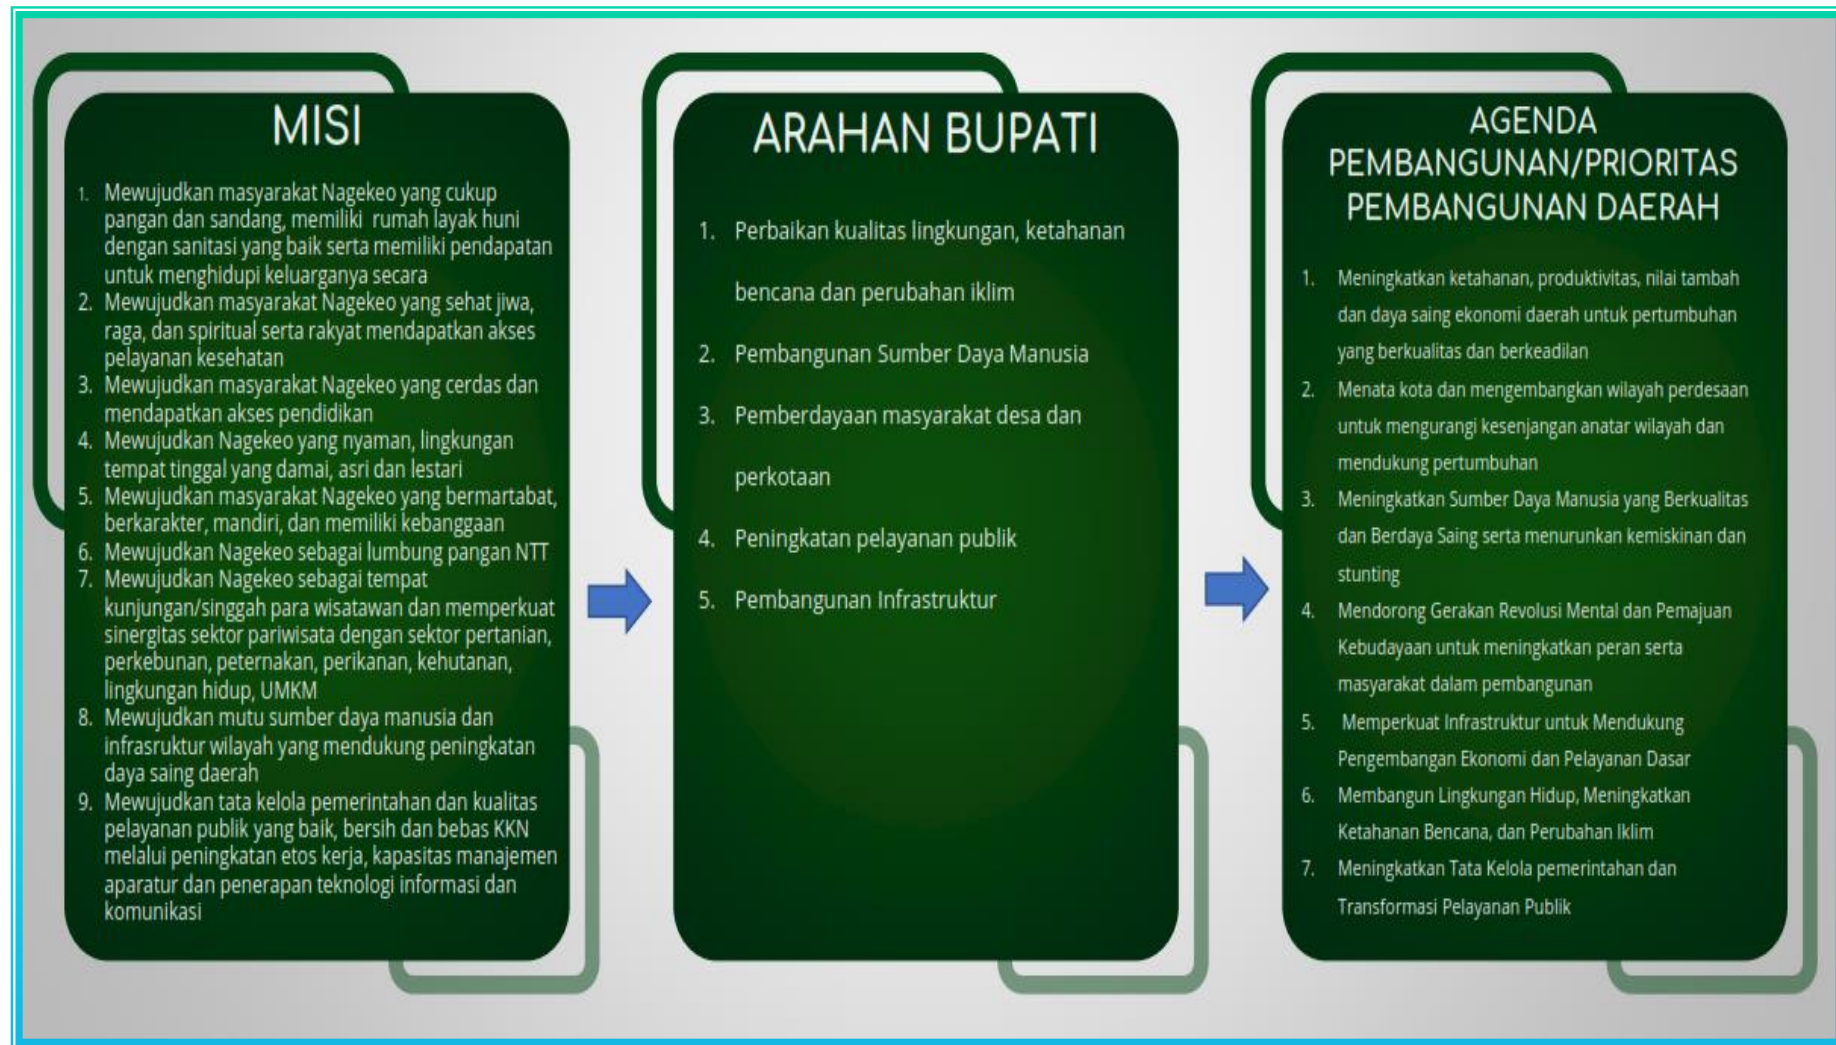 MISI
1. Mewujudkan masyarakat Nagekeo yang cukup
pangan dan sandang, memiliki rumah layak huni
dengan sanitasi yang baik serta memiliki pendapatan
untuk menghidupi keluarganya secara
2. Mewujudkan masyarakat Nagekeo yang sehat jiwa,
raga, dan spiritual serta rakyat mendapatkan akses
pelayanan kesehatan
3. Mewujudkan masyarakat Nagekeo yang cerdas dan
mendapatkan akses pendidikan
4. Mewujudkan Nagekeo yang nyaman, lingkungan
tempat tinggal yang damai, asri dan lestari
5. Mewujudkan masyarakat Nagekeo yang bermartabat,
berkarakter, mandiri, dan memiliki kebanggaan
6. Mewujudkan Nagekeo sebagai lumbung pangan NTT
7. Mewujudkan Nagekeo sebagai tempat
kunjungan/singgah para wisatawan dan memperkuat
sinergitas sektor pariwisata dengan sektor pertanian,
perkebunan, peternakan, perikanan, kehutanan,
lingkungan hidup, UMKM
8. Mewujudkan mutu sumber daya manusia dan
infrasruktur wilayah yang mendukung peningkatan
daya saing daerah
9. Mewujudkan tata kelola pemerintahan dan kualitas
pelayanan publik yang baik, bersih dan bebas KKN
melalui peningkatan etos kerja, kapasitas manajemen
aparatur dan penerapan teknologi informasi dan
komunikasi
ARAHAN BUPATI
1. Perbaikan kualitas lingkungan, ketahanan
bencana dan perubahan iklim
2. Pembangunan Sumber Daya Manusia
3. Pemberdayaan masyarakat desa dan
perkotaan
4. Peningkatan pelayanan publik
5. Pembangunan Infrastruktur
AGENDA
PEMBANGUNAN/PRIORITAS
PEMBANGUNAN DAERAH
1. Meningkatkan ketahanan, produktivitas, nilai tambah
dan daya saing ekonomi daerah untuk pertumbuhan
yang berkualitas dan berkeadilan
2. Menata kota dan mengembangkan wilayah perdesaan
untuk mengurangi kesenjangan anatar wilayah dan
mendukung pertumbuhan
3. Meningkatkan Sumber Daya Manusia yang Berkualitas
dan Berdaya Saing serta menurunkan kemiskinan dan
stunting
4. Mendorong Gerakan Revolusi Mental dan Pemajuan
Kebudayaan untuk meningkatkan peran serta
masyarakat dalam pembangunan
5. Memperkuat Infrastruktur untuk Mendukung
Pengembangan Ekonomi dan Pelayanan Dasar
6. Membangun Lingkungan Hidup, Meningkatkan
Ketahanan Bencana, dan Perubahan Iklim
7. Meningkatkan Tata Kelola pemerintahan dan
Transformasi Pelayanan Publik